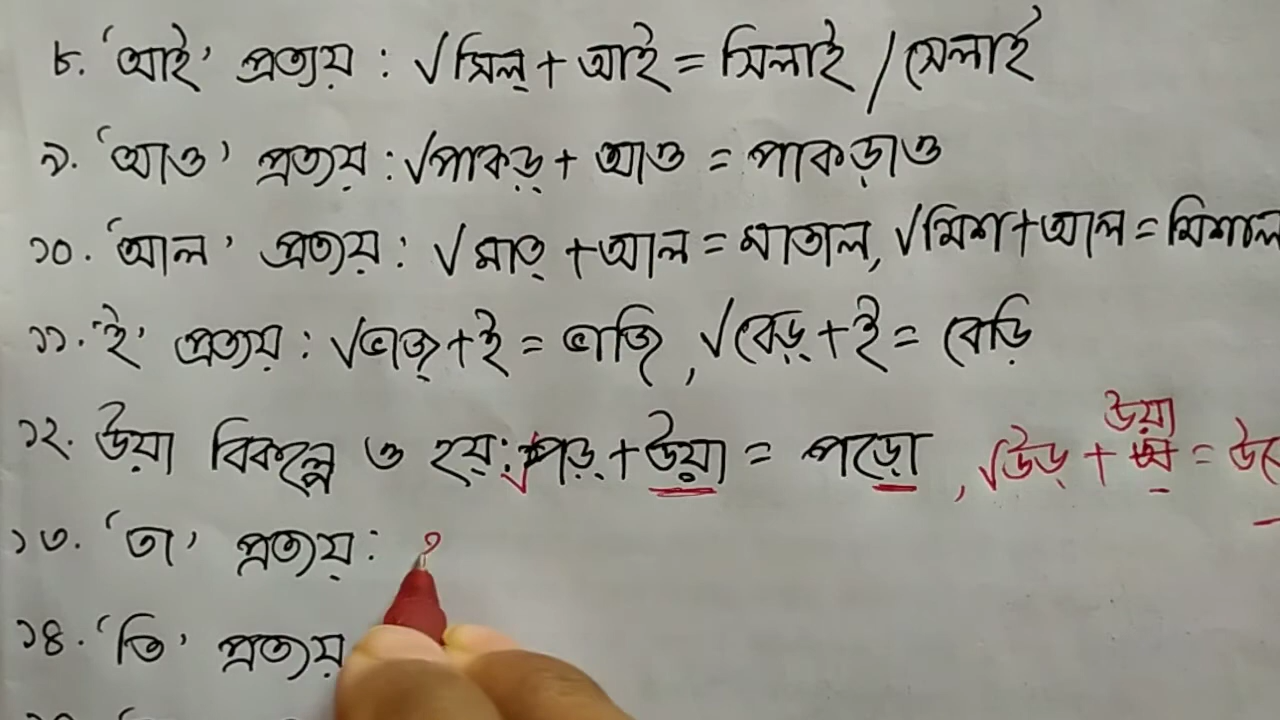 ৮. 'আই' প্রত্যয় : √সিল্ + আই = সিলাই / সেলাই
৯. 'আও' প্রত্যয় : √পাকড়্ + আও = পাকড়াও
১০. 'আল' প্রত্যয় : √মাত্ + আল = মাতাল, √মিশ + আল = মিশাল
১১. 'ই' প্রত্যয় : √ভাজ্ + ই = ভাজি, √বেড়্ + ই = বেড়ি
১২. উয়া বিকল্পে ও হয় : √পড়্ + উয়া = পড়ো, √উড়্ + উয়া =
১৩. 'তা' প্রত্যয় :
১৪. 'তি' প্রত্যয়